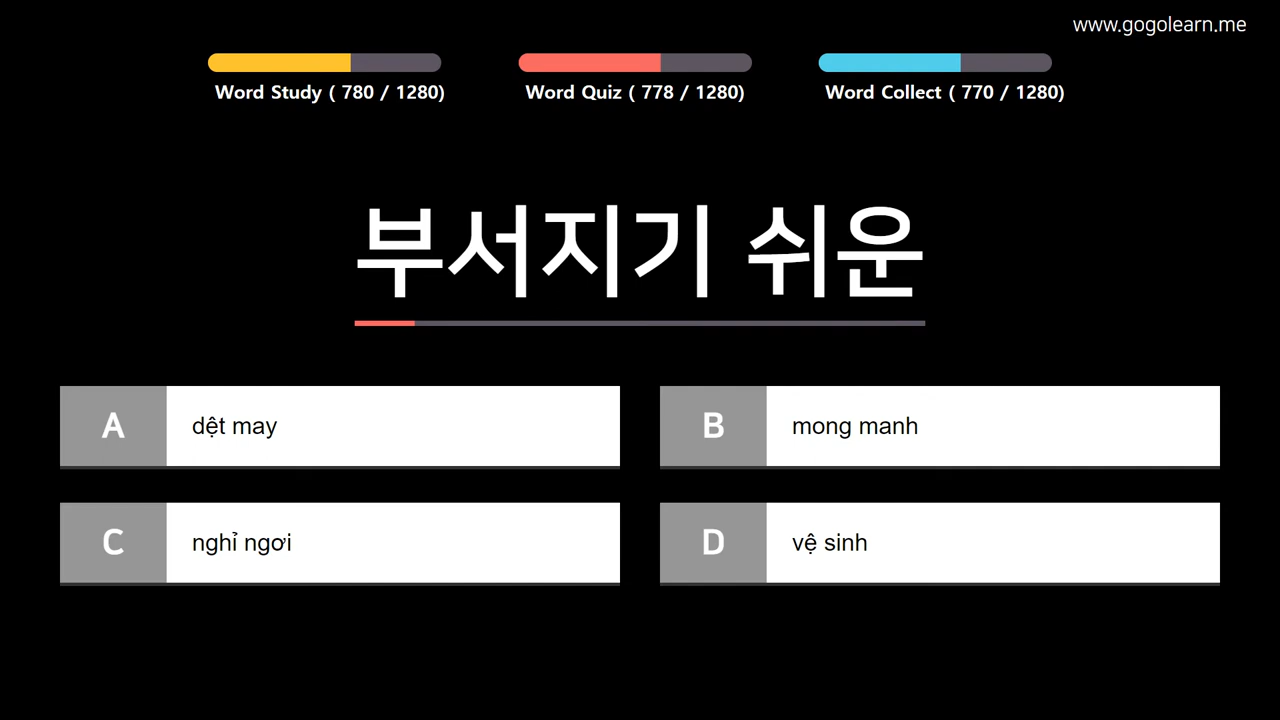 www.gogolearn.me
Word Study ( 780 / 1280)
Word Quiz ( 778 / 1280)
Word Collect ( 770 / 1280)
부서지기 쉬운
A
dệt may
B
mong manh
C
nghỉ ngơi
D
vệ sinh